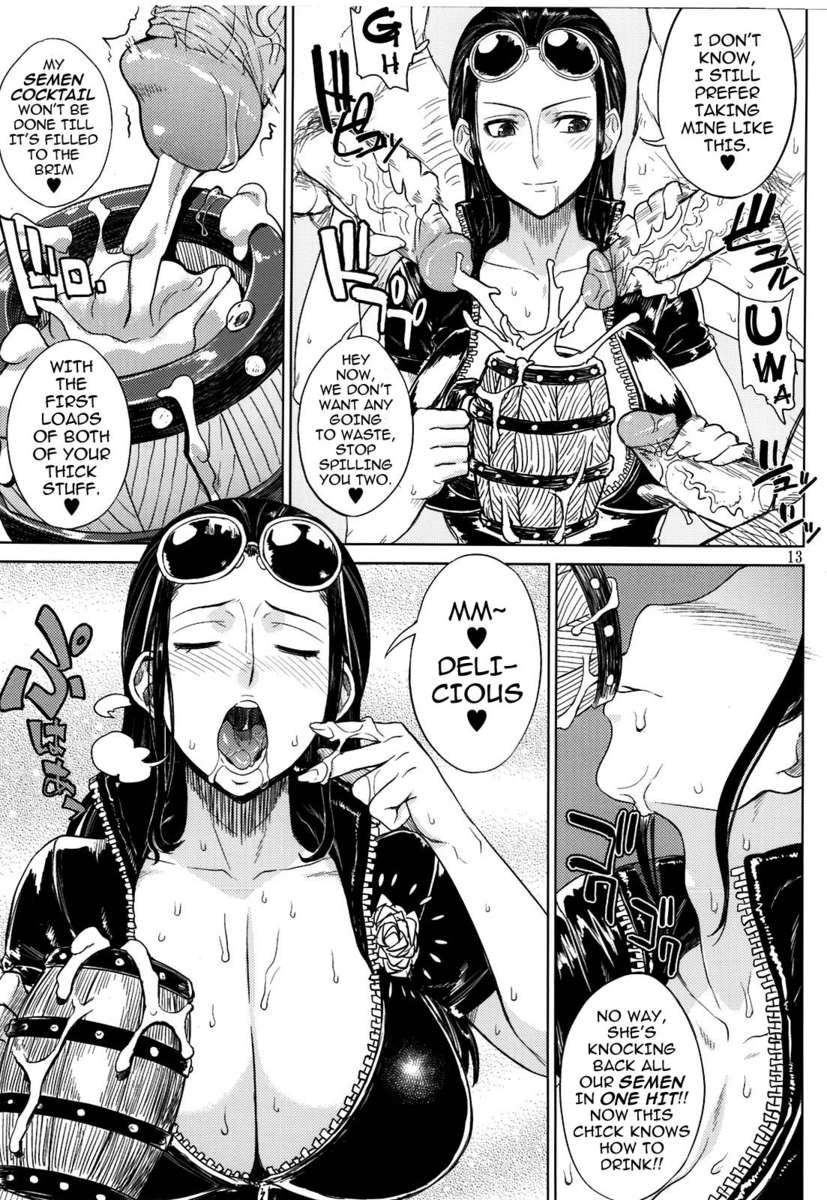 I DON'T
KNOW,
I STILL
PREFER
TAKING
MINE LIKE
THIS. ♥
GH
HEY
NOW,
WE DON'T
WANT ANY
GOING
TO WASTE,
STOP
SPILLING
YOU TWO.
♥
UWA
MY
SEMEN
COCKTAIL
WON'T BE
DONE TILL
IT'S FILLED
TO THE
BRIM
♥
WITH
THE
FIRST
LOADS
OF BOTH
OF YOUR
THICK
STUFF.
♥
13
NO WAY,
SHE'S
KNOCKING
BACK ALL
OUR SEMEN
IN ONE HIT!!
NOW THIS
CHICK KNOWS
HOW TO
DRINK!!
MM~
♥
DELI-
CIOUS
♥